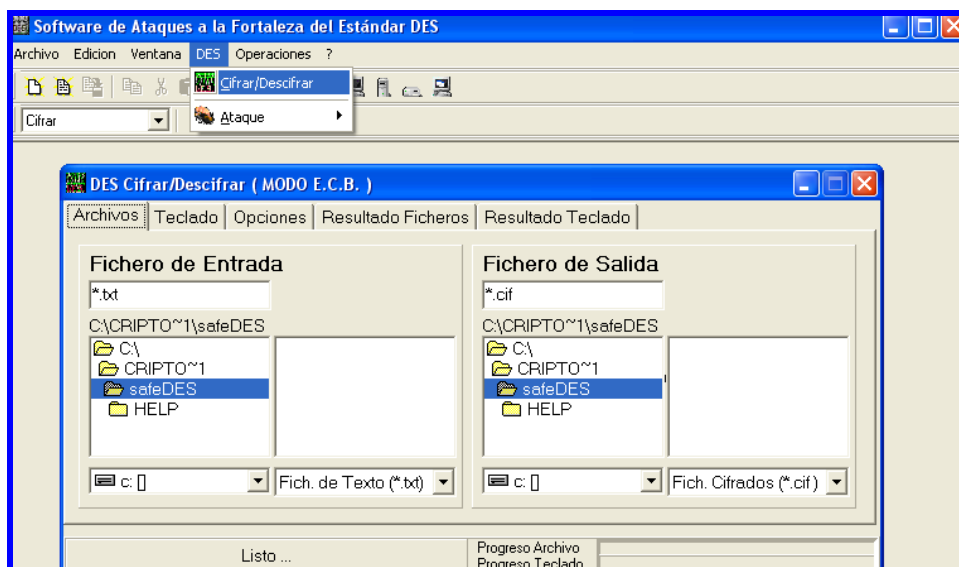 Software de Ataques a la Fortaleza del Estándar DES
Archivo Edicion Ventana DES Operaciones ?
Cifrar/Descifrar
Cifrar
Ataque
DES Cifrar/Descifrar ( MODO E.C.B. )
Archivos Teclado Opciones Resultado Ficheros Resultado Teclado
Fichero de Entrada Fichero de Salida
*.txt *.cif
C:\CRIPTO~1\safeDES C:\CRIPTO~1\safeDES
C:\ C:\
CRIPTO~1 CRIPTO~1
safeDES safeDES
HELP HELP
c: [] Fich. de Texto (*.txt) c: [] Fich. Cifrados (*.cif)
Listo ... Progreso Archivo
Progreso Teclado